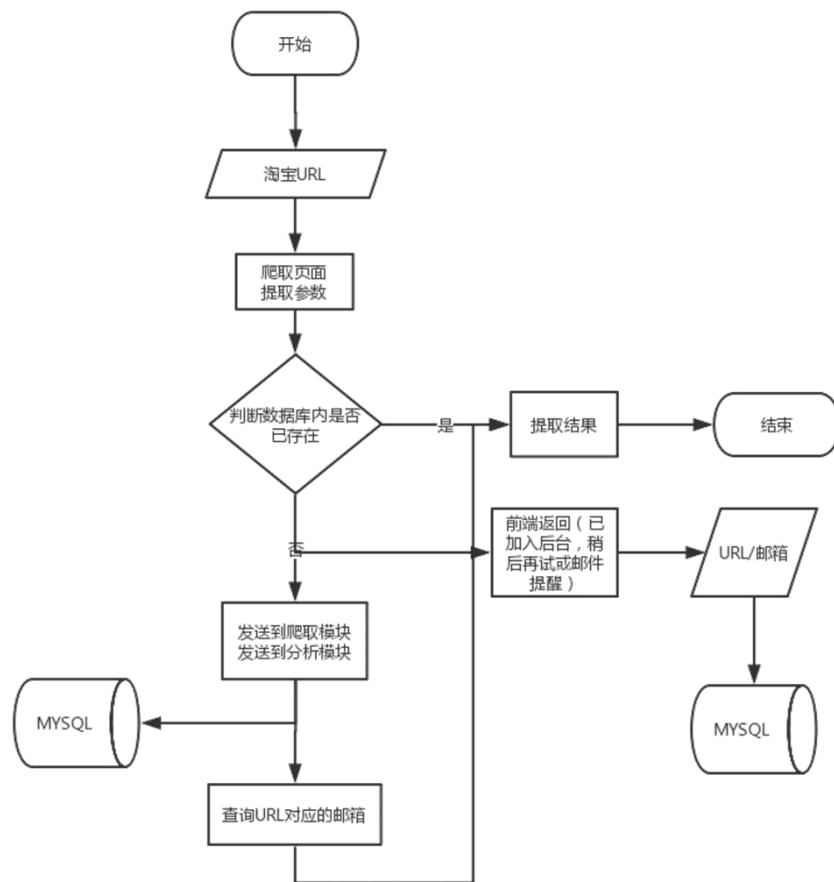 开始
淘宝URL
爬取页面
提取参数
判断数据库内是否
已存在
是
提取结果
结束
否
前端返回（已
加入后台，稍
后再试或邮件
提醒）
URL/邮箱
发送到爬取模块
发送到分析模块
MYSQL
MYSQL
查询URL对应的邮箱